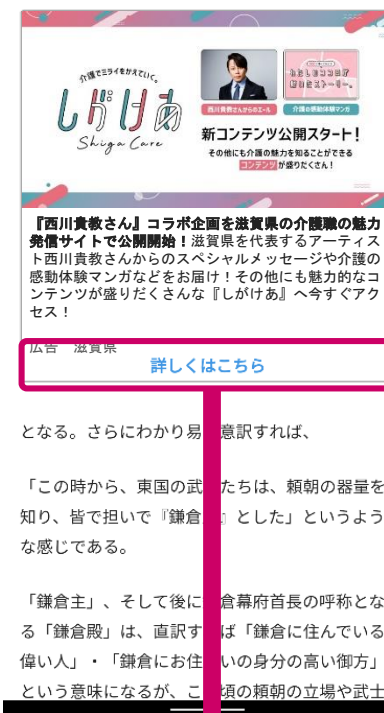 介護でミライをかえていく。
しがけあ
Shiga Care
西川貴教さんからのエール
介護の感動体験マンガ
新コンテンツ公開スタート!
その他にも介護の魅力を知ることができる
コンテンツが盛りだくさん!
『西川貴教さん』コラボ企画を滋賀県の介護職の魅力
発信サイトで公開開始!滋賀県を代表するアーティス
ト西川貴教さんからのスペシャルメッセージや介護の
感動体験マンガなどをお届け!その他にも魅力的なコ
ンテンツが盛りだくさんな『しがけあ』へ今すぐアク
セス!
広告 滋賀県
詳しくはこちら
となる。さらにわかり易 意訳すれば、
「この時から、東国の武 たちは、頼朝の器量を
知り、皆で担いで『鎌倉 』とした」というよう
な感じである。
「鎌倉主」、そして後に 倉幕府首長の呼称とな
る「鎌倉殿」は、直訳す ば「鎌倉に住んでいる
偉い人」・「鎌倉にお住 いの身分の高い御方」
という意味になるが、こ 頃の頼朝の立場や武士